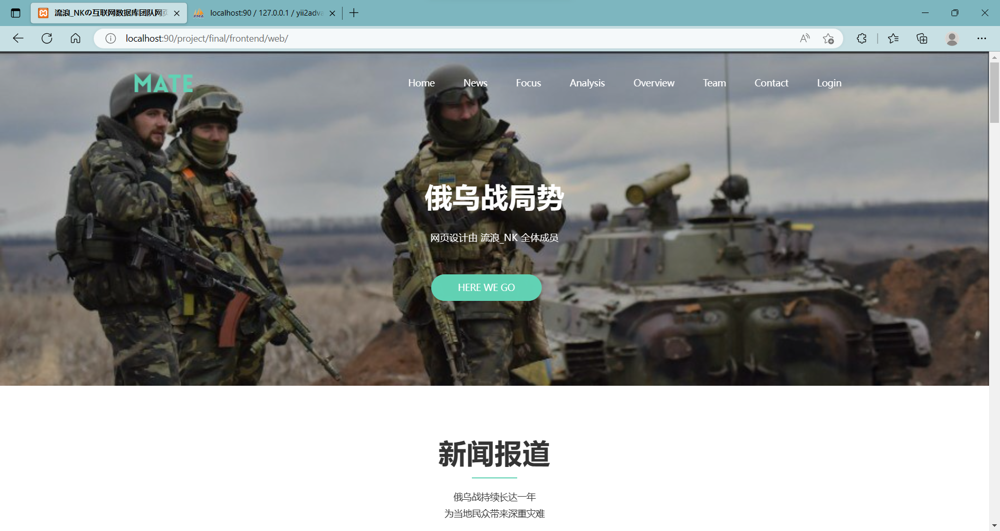 流浪_NKの互联网数据库团队网页
localhost:90 / 127.0.0.1 / yii2adva
localhost:90/project/final/frontend/web/
MATE
Home News Focus Analysis Overview Team Contact Login
俄乌战局势
网页设计由 流浪_NK 全体成员
HERE WE GO
新闻报道
俄乌战持续长达一年
为当地民众带来深重灾难